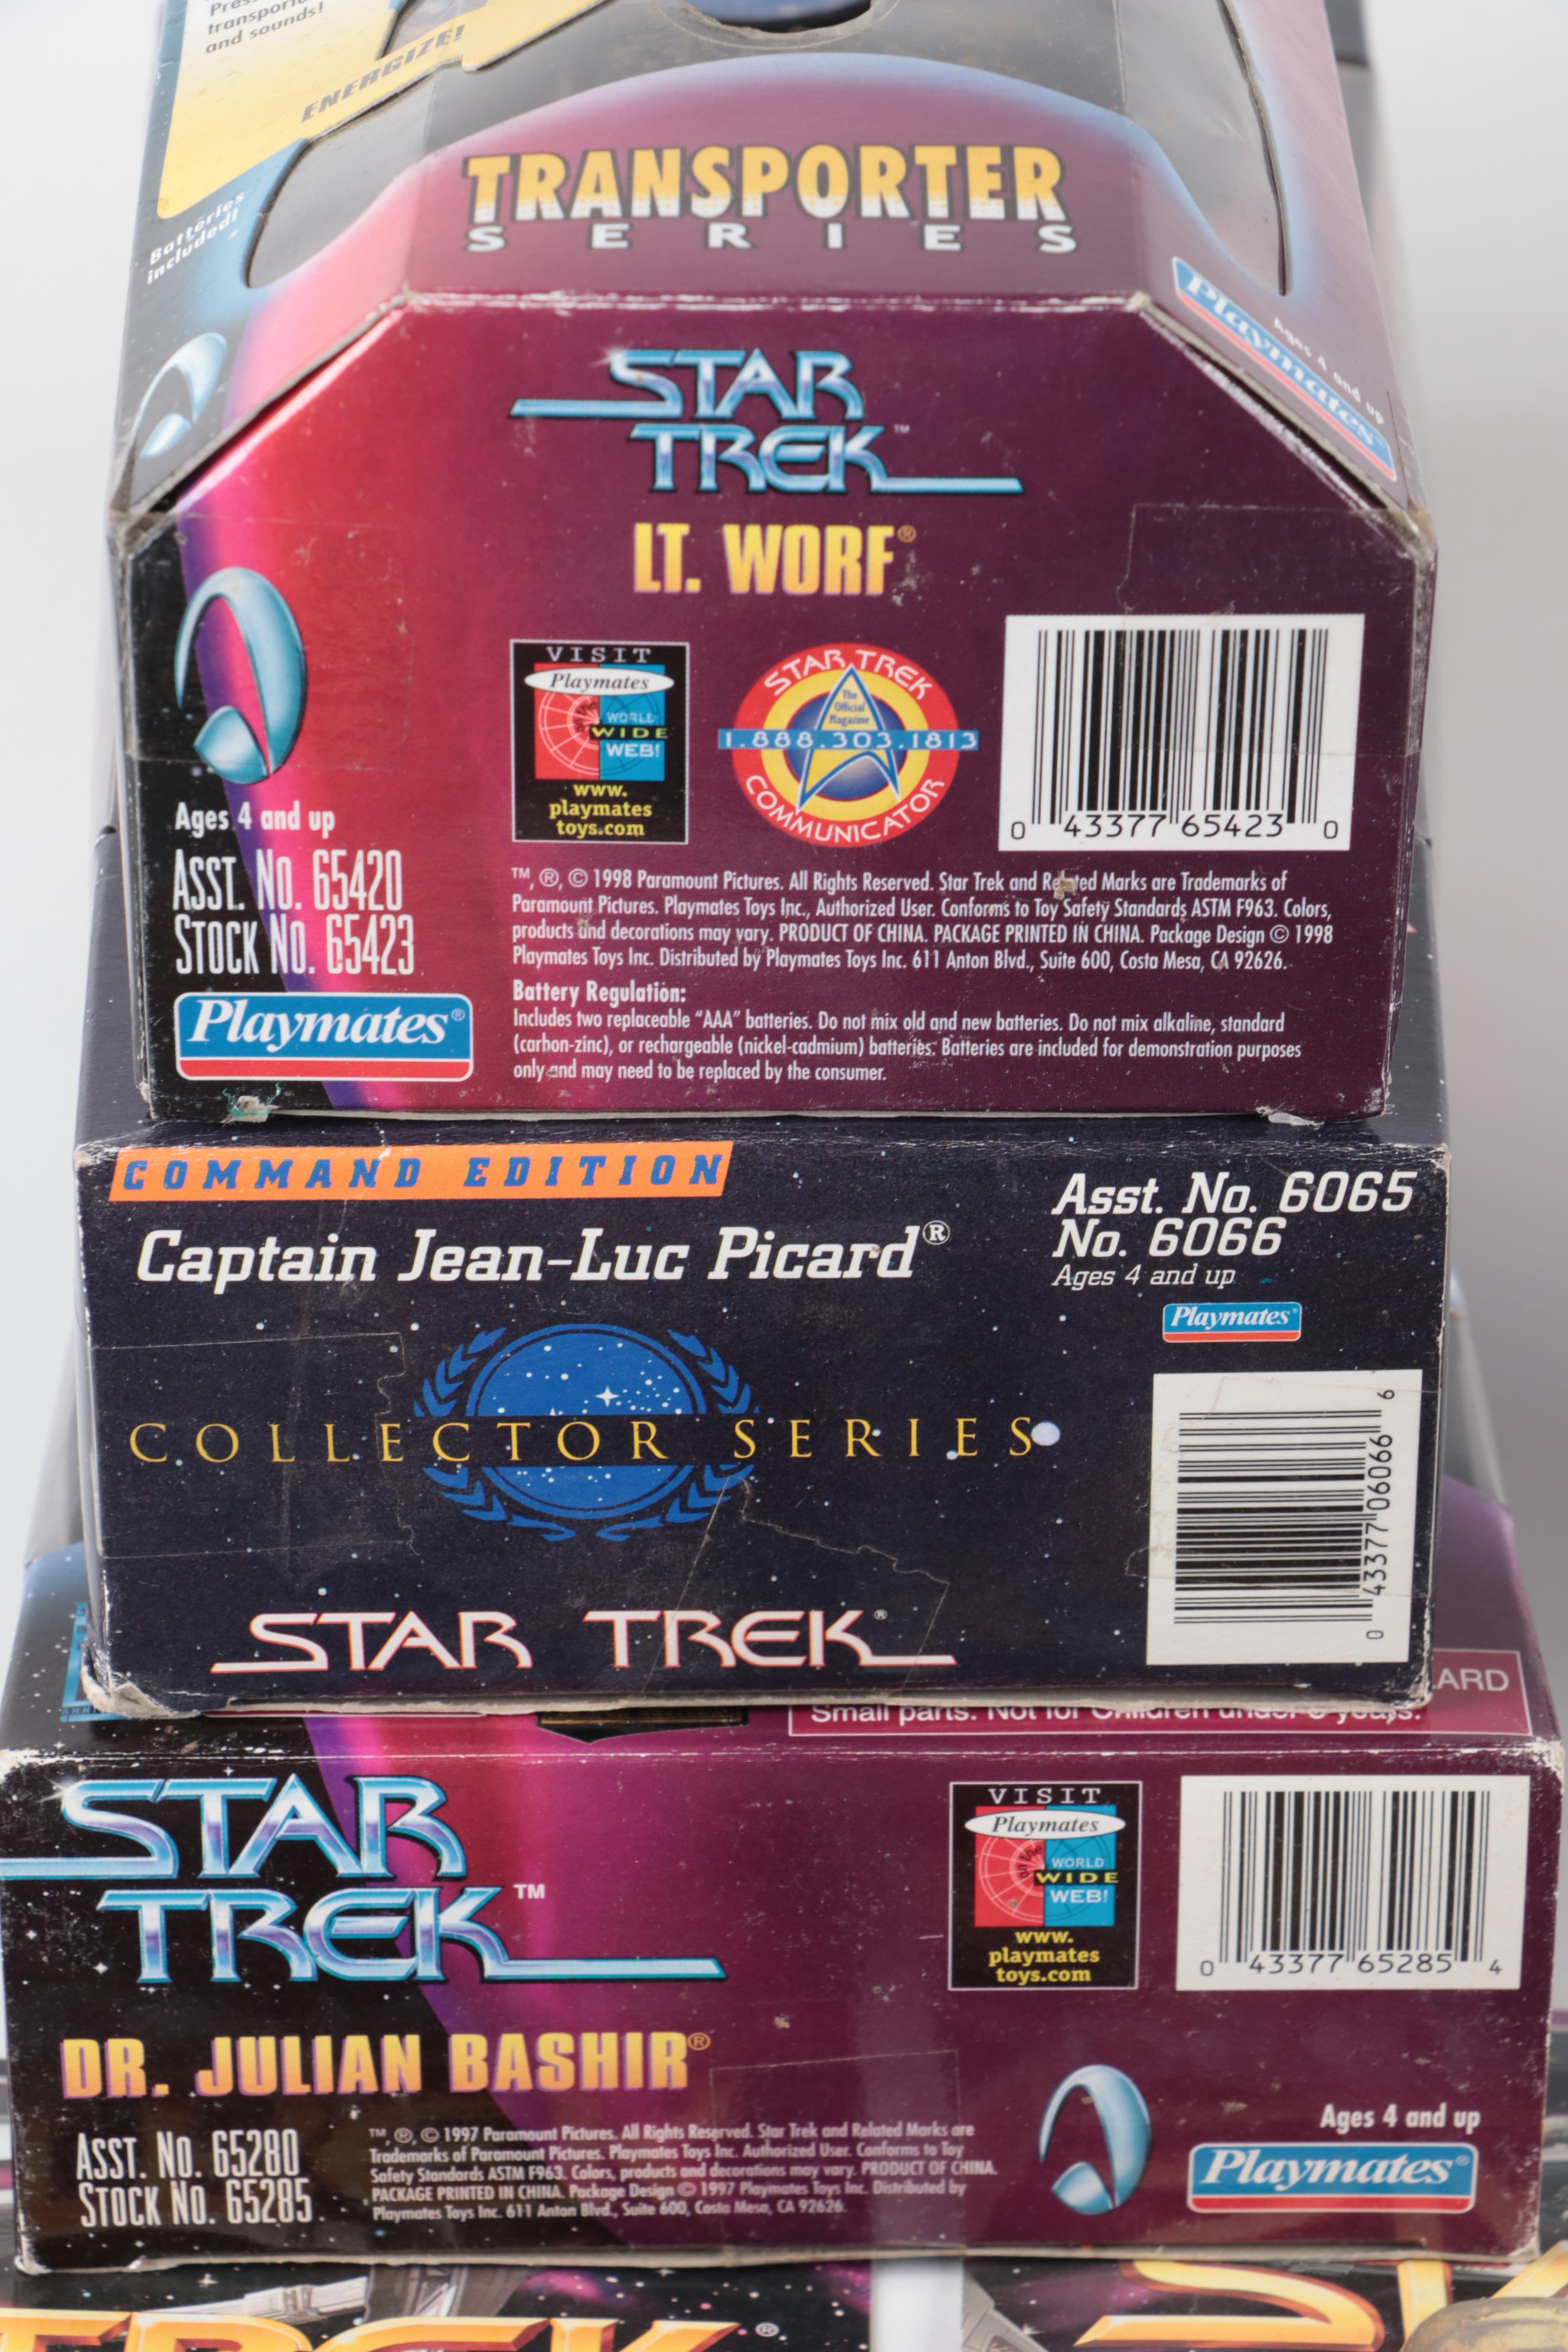 Press
transporter
and sounds!
ENERGIZE!
Batteries
included!
TRANSPORTER
SERIES
Ages 4 and up
Playmates
STAR
TREK™
LT. WORF®
VISIT
Playmates
WORLD
WIDE
WEB!
www.
playmates
toys.com
STAR TREK
The
Official
Magazine
1.888.303.1813
COMMUNICATOR
0 43377 65423 0
Ages 4 and up
ASST. NO. 65420
STOCK NO. 65423
Playmates®
™, ®, © 1998 Paramount Pictures. All Rights Reserved. Star Trek and Related Marks are Trademarks of
Paramount Pictures. Playmates Toys Inc., Authorized User. Conforms to Toy Safety Standards ASTM F963. Colors,
products and decorations may vary. PRODUCT OF CHINA. PACKAGE PRINTED IN CHINA. Package Design © 1998
Playmates Toys Inc. Distributed by Playmates Toys Inc. 611 Anton Blvd., Suite 600, Costa Mesa, CA 92626.
Battery Regulation:
Includes two replaceable “AAA” batteries. Do not mix old and new batteries. Do not mix alkaline, standard
(carbon-zinc), or rechargeable (nickel-cadmium) batteries. Batteries are included for demonstration purposes
only and may need to be replaced by the consumer.
COMMAND EDITION
Captain Jean-Luc Picard®
Asst. No. 6065
No. 6066
Ages 4 and up
Playmates®
COLLECTOR SERIES
0 43377 06066 6
STAR TREK®
ARD
Small parts. Not for Children under 3 years.
STAR
TREK™
VISIT
Playmates
WORLD
WIDE
WEB!
www.
playmates
toys.com
0 43377 65285 4
DR. JULIAN BASHIR®
ASST. NO. 65280
STOCK NO. 65285
™, ®, © 1997 Paramount Pictures. All Rights Reserved. Star Trek and Related Marks are
Trademarks of Paramount Pictures. Playmates Toys Inc. Authorized User. Conforms to Toy
Safety Standards ASTM F963. Colors, products and decorations may vary. PRODUCT OF CHINA.
PACKAGE PRINTED IN CHINA. Package Design © 1997 Playmates Toys Inc. Distributed by
Playmates Toys Inc. 611 Anton Blvd., Suite 600, Costa Mesa, CA 92626.
Ages 4 and up
Playmates®
TREK®